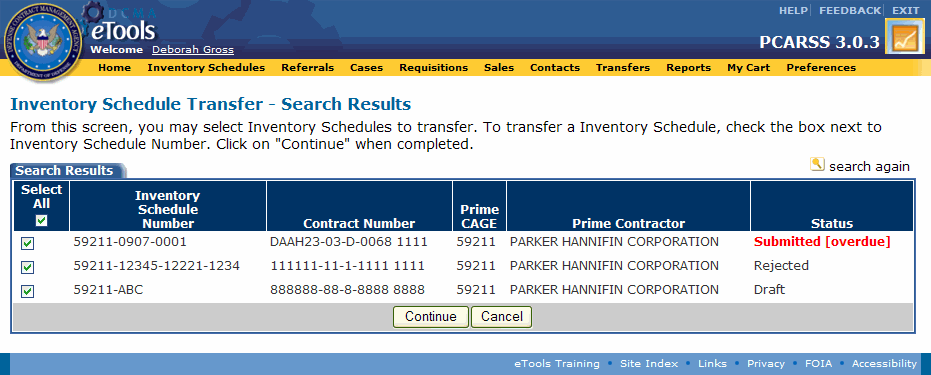 HELP | FEEDBACK | EXIT
DCMA
eTools
Welcome Deborah Gross
PCARSS 3.0.3
Home Inventory Schedules Referrals Cases Requisitions Sales Contacts Transfers Reports My Cart Preferences
Inventory Schedule Transfer - Search Results
From this screen, you may select Inventory Schedules to transfer. To transfer a Inventory Schedule, check the box next to
Inventory Schedule Number. Click on "Continue" when completed.
search again
Search Results
Select All Inventory Schedule Number Contract Number Prime CAGE Prime Contractor Status
59211-0907-0001 DAAH23-03-D-0068 1111 59211 PARKER HANNIFIN CORPORATION Submitted [overdue]
59211-12345-12221-1234 111111-11-1-1111 1111 59211 PARKER HANNIFIN CORPORATION Rejected
59211-ABC 888888-88-8-8888 8888 59211 PARKER HANNIFIN CORPORATION Draft
Continue Cancel
eTools Training • Site Index • Links • Privacy • FOIA • Accessibility